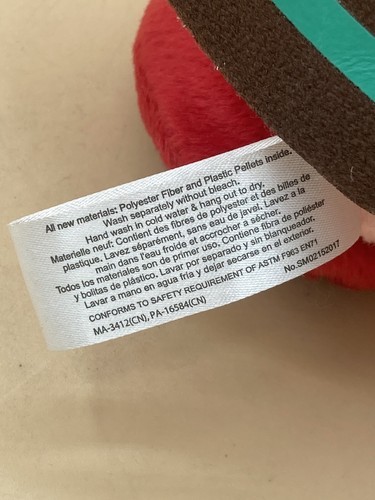 All new materials: Polyester Fiber and Plastic Pellets inside.
Wash separately without bleach.
Hand wash in cold water & hang to dry.
Materielle neuf: Contient des fibres de polyester et des billes de
plastique. Lavez séparément, sans eau de javel. Lavez a la
main dans l'eau froide et accrocher a sécher.
Todos los materiales son de primer uso. Contiene fibra de poliéster
y bolitas de plástico. Lavar por separado y sin blanqueador.
Lavar a mano en agua fría y dejar secarse en el exterior.
CONFORMS TO SAFETY REQUIREMENT OF ASTM F963 EN71
No.SM02152017
MA-3412(CN), PA-16584(CN)